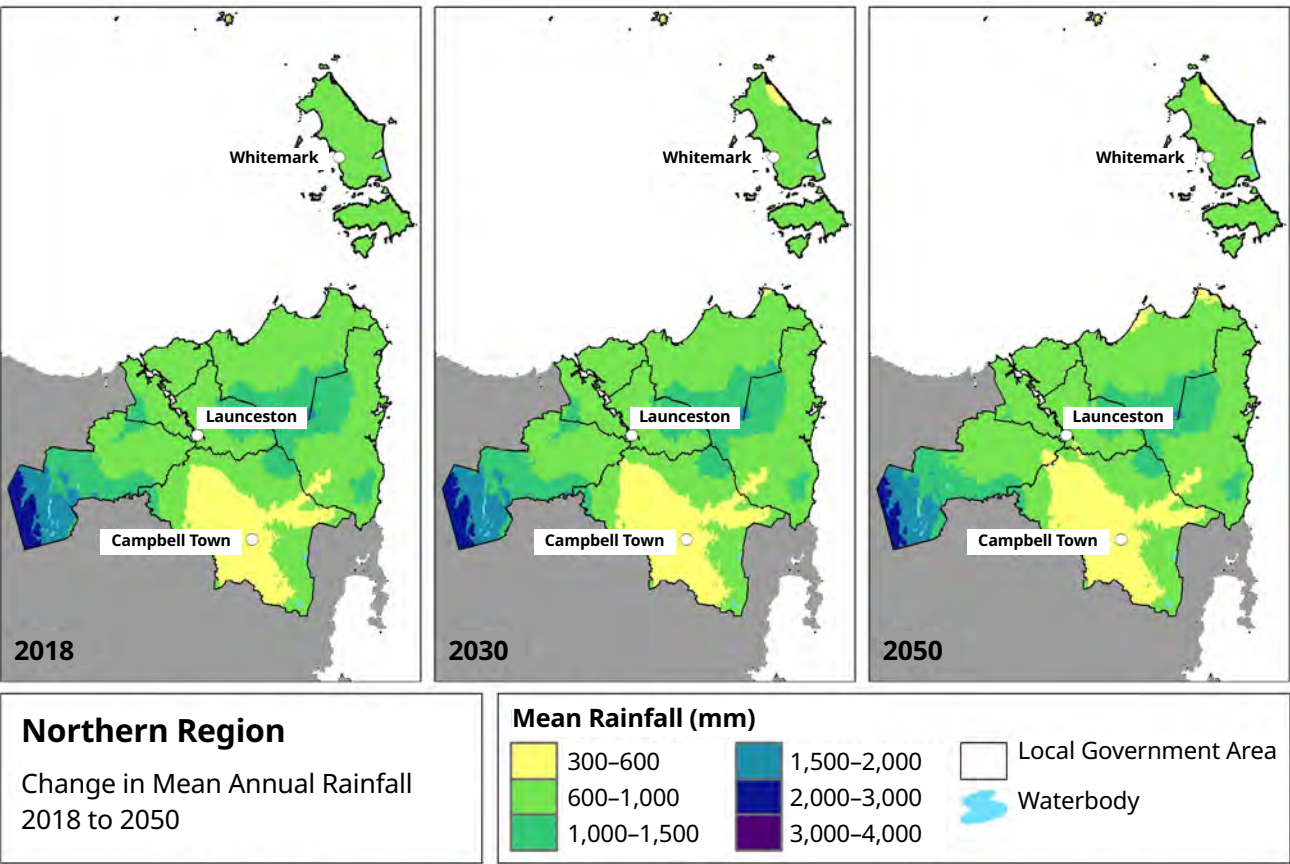 Whitemark
Launceston
Campbell Town
2018
Whitemark
Launceston
Campbell Town
2030
Whitemark
Launceston
Campbell Town
2050
Northern Region
Change in Mean Annual Rainfall
2018 to 2050
Mean Rainfall (mm)
300–600
600–1,000
1,000–1,500
1,500–2,000
2,000–3,000
3,000–4,000
Local Government Area
Waterbody